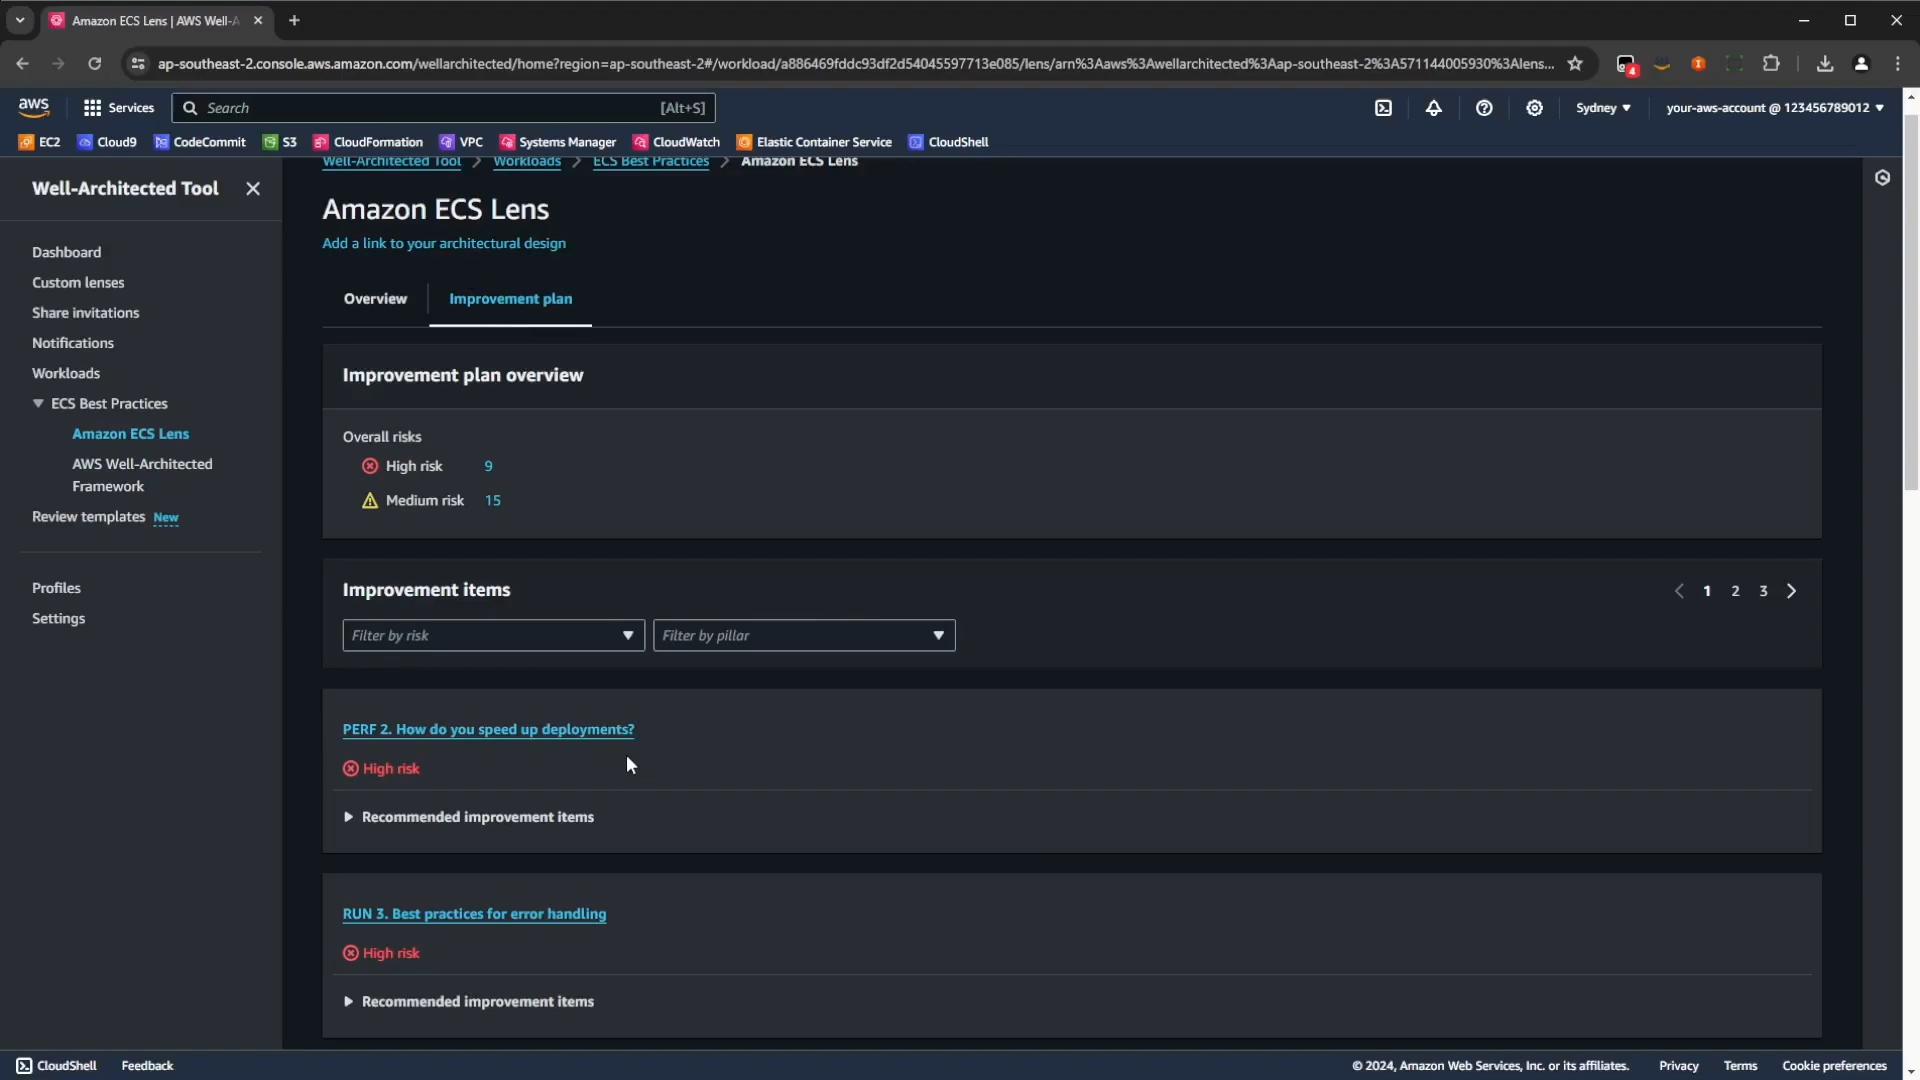 Amazon ECS Lens | AWS Well-A
ap-southeast-2.console.aws.amazon.com/wellarchitected/home?region=ap-southeast-2#/workload/a886469fddc93df2d54045597713e085/lens/arn%3Aaws%3Awellarchitected%3Aap-southeast-2%3A571144005930%3Alens...
4
aws
Services
Search
[Alt+S]
Sydney
your-aws-account @ 123456789012
EC2
Cloud9
CodeCommit
S3
CloudFormation
VPC
Systems Manager
CloudWatch
Elastic Container Service
CloudShell
Well-Architected Tool
Dashboard
Custom lenses
Share invitations
Notifications
Workloads
ECS Best Practices
Amazon ECS Lens
AWS Well-Architected
Framework
Review templates New
Profiles
Settings
Well-Architected Tool > Workloads > ECS Best Practices > Amazon ECS Lens
Amazon ECS Lens
Add a link to your architectural design
Overview
Improvement plan
Improvement plan overview
Overall risks
High risk 9
Medium risk 15
Improvement items
1 2 3
Filter by risk
Filter by pillar
PERF 2. How do you speed up deployments?
High risk
Recommended improvement items
RUN 3. Best practices for error handling
High risk
Recommended improvement items
CloudShell
Feedback
© 2024, Amazon Web Services, Inc. or its affiliates.
Privacy
Terms
Cookie preferences